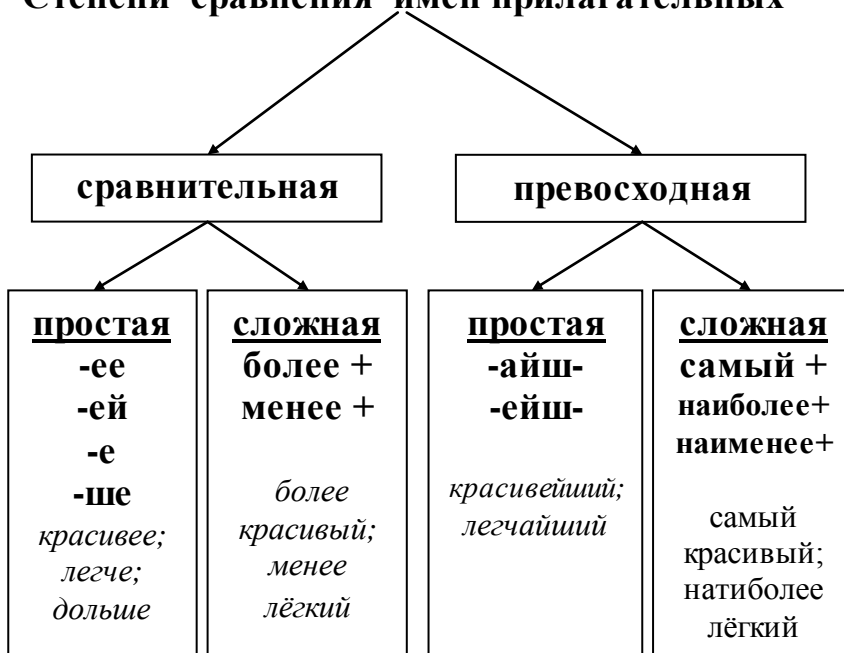 Степени сравнения имен прилагательных
сравнительная
превосходная
простая
-ее
-ей
-е
-ше
красивее;
легче;
дольше
сложная
более +
менее +
более
красивый;
менее
лёгкий
простая
-айш-
-ейш-
красивейший;
легчайший
сложная
самый +
наиболее+
наименее+
самый
красивый;
натиболее
лёгкий